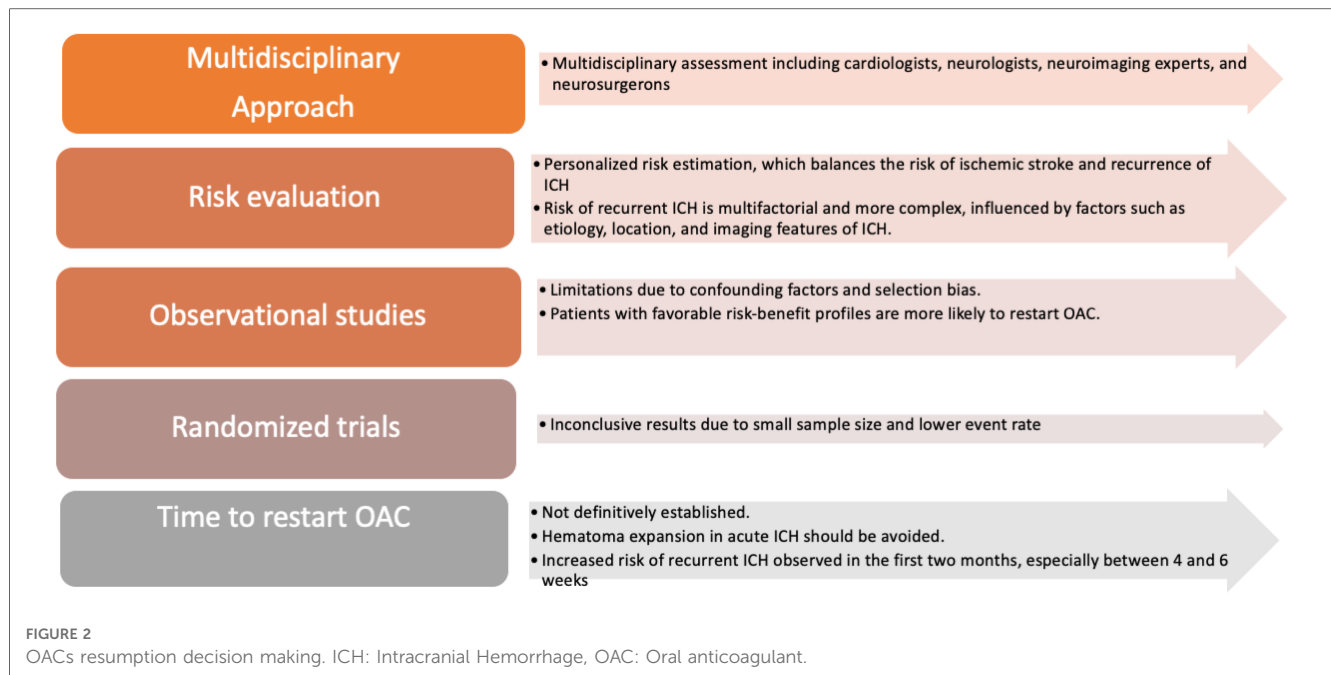 Multidisciplinary
Approach
• Multidisciplinary assessment including cardiologists, neurologists, neuroimaging experts, and
neurosurgerons
Risk evaluation
• Personalized risk estimation, which balances the risk of ischemic stroke and recurrence of
ICH
• Risk of recurrent ICH is multifactorial and more complex, influenced by factors such as
etiology, location, and imaging features of ICH.
Observational studies
• Limitations due to confounding factors and selection bias.
• Patients with favorable risk-benefit profiles are more likely to restart OAC.
Randomized trials
• Inconclusive results due to small sample size and lower event rate
Time to restart OAC
• Not definitively established.
• Hematoma expansion in acute ICH should be avoided.
• Increased risk of recurrent ICH observed in the first two months, especially between 4 and 6
weeks
FIGURE 2
OACs resumption decision making. ICH: Intracranial Hemorrhage, OAC: Oral anticoagulant.